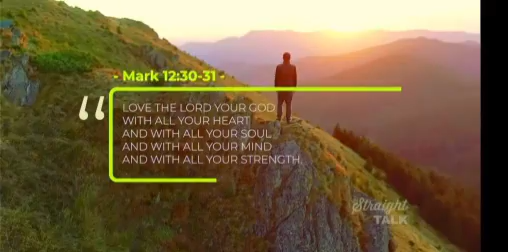 - Mark 12:30-31 -
“
LOVE THE LORD YOUR GOD
WITH ALL YOUR HEART
AND WITH ALL YOUR SOUL
AND WITH ALL YOUR MIND
AND WITH ALL YOUR STRENGTH
Straight
TALK